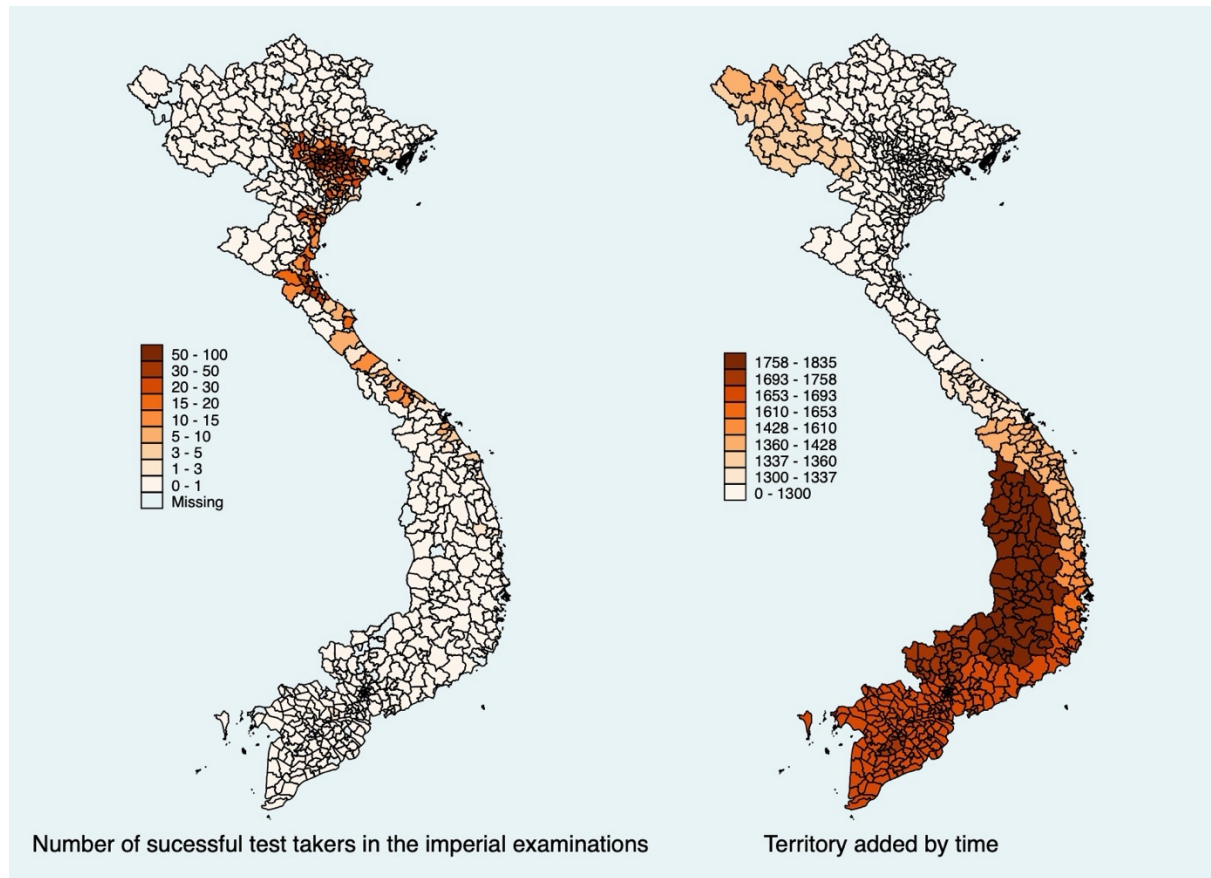 50 - 100
30 - 50
20 - 30
15 - 20
10 - 15
5 - 10
3 - 5
1 - 3
0 - 1
Missing
Number of sucessful test takers in the imperial examinations
1758 - 1835
1693 - 1758
1653 - 1693
1610 - 1653
1428 - 1610
1360 - 1428
1337 - 1360
1300 - 1337
0 - 1300
Territory added by time